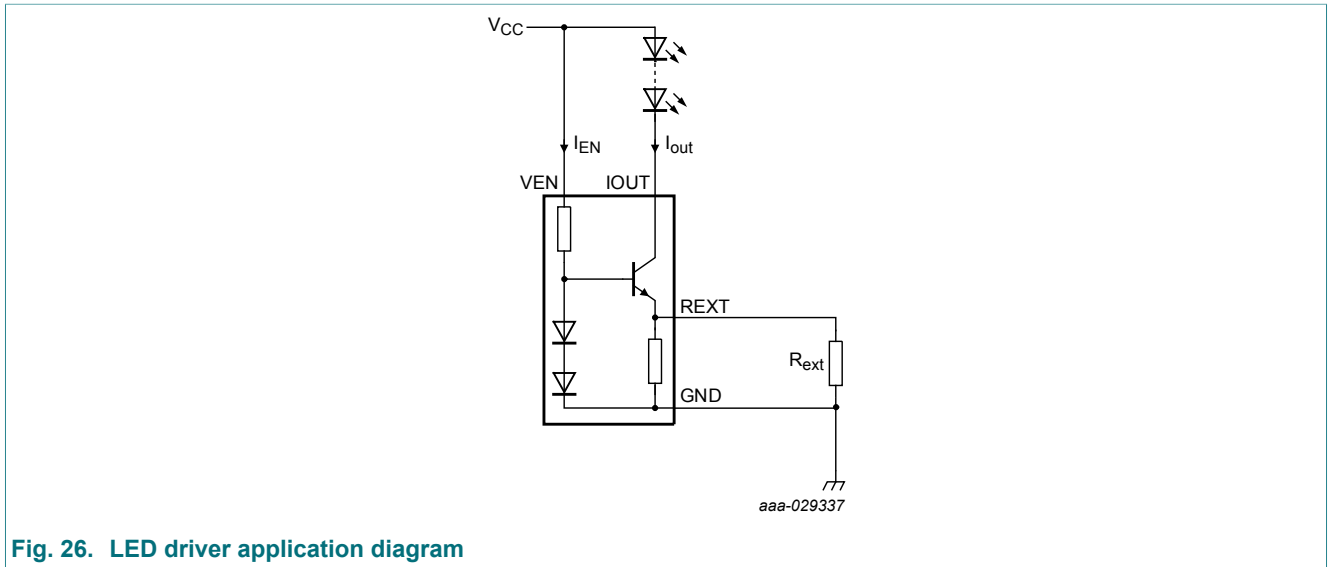 VCC
IEN
Iout
VEN
IOUT
REXT
Rext
GND
aaa-029337
Fig. 26. LED driver application diagram